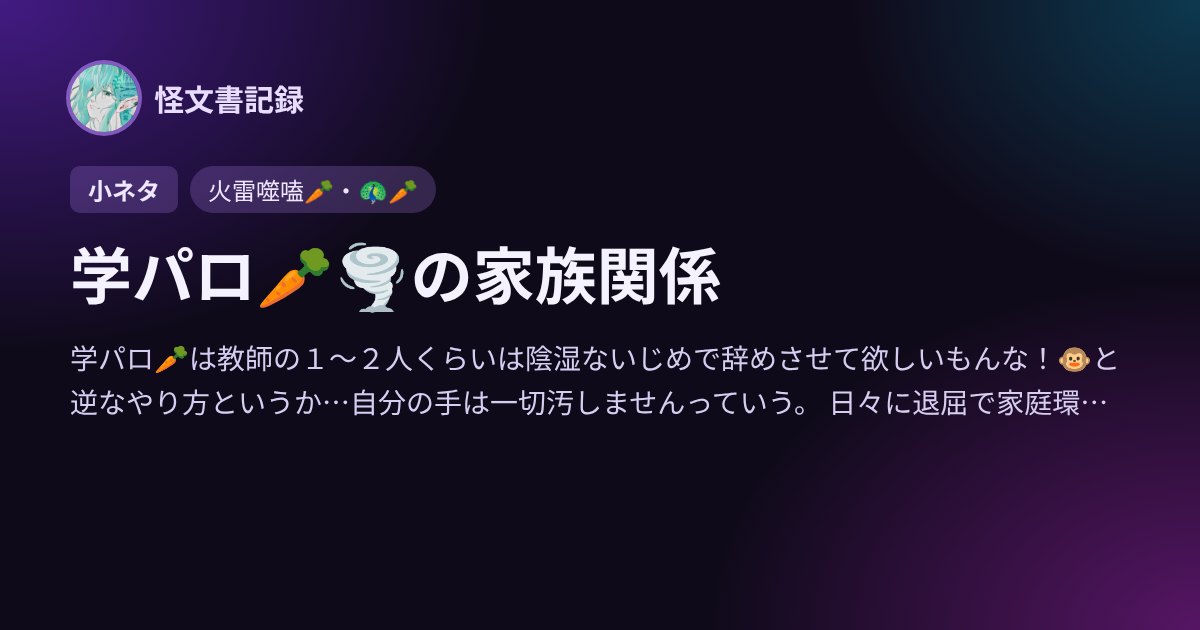 怪文書記録
小ネタ
火雷噬嗑🥕・🦚🥕
学パロ🥕🌪️の家族関係
学パロ🥕は教師の１〜２人くらいは陰湿ないじめで辞めさせて欲しいもんな！🐵と
逆なやり方というか…自分の手は一切汚しませんっていう。 日々に退屈で家庭環…